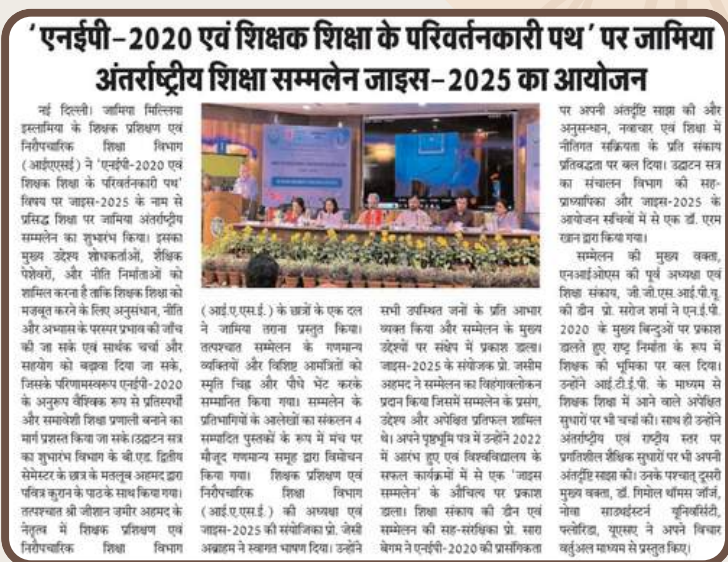 'एनईपी-2020 एवं शिक्षक शिक्षा के परिवर्तनकारी पथ' पर जामिया
अंतर्राष्ट्रीय शिक्षा सम्मलेन जाइस-2025 का आयोजन
नई दिल्ली। जामिया मिल्लिया
इस्लामिया के शिक्षक प्रशिक्षण एवं
निरौपचारिक शिक्षा विभाग
(आईएएसई) ने 'एनईपी-2020 एवं
शिक्षक शिक्षा के परिवर्तनकारी पथ'
विषय पर जाइस-2025 के नाम से
प्रसिद्ध शिक्षा पर जामिया अंतर्राष्ट्रीय
सम्मलेन का शुभारंभ किया। इसका
मुख्य उद्देश्य शोधकर्ताओं, शैक्षिक
पेशेवरों, और नीति निर्माताओं को
शामिल करना है ताकि शिक्षक शिक्षा को
मजबूत करने के लिए अनुसंधान, नीति
और अभ्यास के परस्पर प्रभाव की जाँच
की जा सके एवं सार्थक चर्चा और
सहयोग को बढ़ावा दिया जा सके,
जिसके परिणामस्वरूप एनईपी-2020
के अनुरूप वैश्विक रूप से प्रतिस्पर्धी
और समावेशी शिक्षा प्रणाली बनाने का
मार्ग प्रशस्त किया जा सके।उद्घाटन सत्र
का शुभारंभ विभाग के बी.एड. द्वितीय
सेमेस्टर के छात्र के मतलूब अहमद द्वारा
पवित्र कुरान के पाठके साथ किया गया।
तत्पश्चात श्री जीशान जमीर अहमद के
नेतृत्व में शिक्षक प्रशिक्षण एवं
निरौपचारिक शिक्षा विभाग
(आई.ए.एस.ई.) के छात्रों के एक दल
ने जामिया तराना प्रस्तुत किया।
तत्पश्चात सम्मलेन के गणमान्य
व्यक्तियों और विशिष्ट आमंत्रितों को
स्मृति चिह्न और पौधे भेंट करके
सम्मानित किया गया। सम्मलेन के
प्रतिभागियों के आलेखों का संकलन 4
सम्पादित पुस्तकों के रूप में मंच पर
मौजूद गणमान्य समूह द्वारा विमोचन
किया गया। शिक्षक प्रशिक्षण एवं
निरौपचारिक शिक्षा विभाग
(आई.ए.एस.ई.) की अध्यक्ष एवं
जाइस-2025 की संयोजिका प्रो. जेसी
अब्राहम ने स्वागत भाषण दिया। उन्होंने
सभी उपस्थित जनों के प्रति आभार
व्यक्त किया और सम्मेलन के मुख्य
उद्देश्यों पर संक्षेप में प्रकाश डाला।
जाइस-2025 के संयोजक प्रो. जसीम
अहमद ने सम्मेलन का विहंगावलोकन
प्रदान किया जिसमें सम्मलेन के प्रसंग,
उद्देश्य और अपेक्षित प्रतिफल शामिल
थे। अपने पृष्ठभूमि पत्र में उन्होंने 2022
में आरंभ हुए एवं विश्वविद्यालय के
सफल कार्यक्रमों में से एक 'जाइस
सम्मलेन' के औचित्य पर प्रकाश
डाला। शिक्षा संकाय की डीन एवं
सम्मेलन की सह-संरक्षिका प्रो. सारा
बेगम ने एनईपी-2020 की प्रासंगिकता
पर अपनी अंतर्दृष्टि साझा की और
अनुसन्धान, नवाचार एवं शिक्षा में
नीतिगत सक्रियता के प्रति संकाय
प्रतिबद्धता पर बल दिया। उद्घाटन सत्र
का संचालन विभाग की सह-
प्राध्यापिका और जाइस-2025 के
आयोजन सचिवों में से एक डॉ. एरम
खान द्वारा किया गया।
सम्मेलन की मुख्य वक्ता,
एनआईओएस की पूर्व अध्यक्षा एवं
शिक्षा संकाय, जी.जी.एस.आई.पी.यू.
की डीन प्रो. सरोज शर्मा ने एन.ई.पी.
2020 के मुख्य बिन्दुओं पर प्रकाश
डालते हुए राष्ट्र निर्माता के रूप में
शिक्षक की भूमिका पर बल दिया।
उन्होंने आई.टी.ई.पी. के माध्यम से
शिक्षक शिक्षा में आने वाले अपेक्षित
सुधारों पर भी चर्चा की। साथ ही उन्होंने
अंतर्राष्ट्रीय एवं राष्ट्रीय स्तर पर
प्रगतिशील शैक्षिक सुधारों पर भी अपनी
अंतर्दृष्टि साझा की। उनके पश्चात् दूसरी
मुख्य वक्ता, डॉ. गिमोल थॉमस जॉर्ज,
नोवा साउथईस्टर्न यूनिवर्सिटी,
फ्लोरिडा, यूएसए ने अपने विचार
वर्तुअल माध्यम से प्रस्तुत किए।